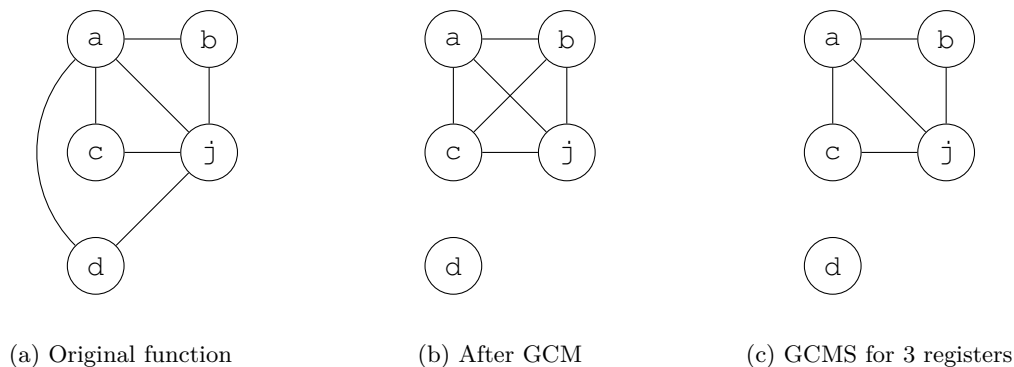 a b a b a b
c j c j c j
d d d
(a) Original function (b) After GCM (c) GCMS for 3 registers